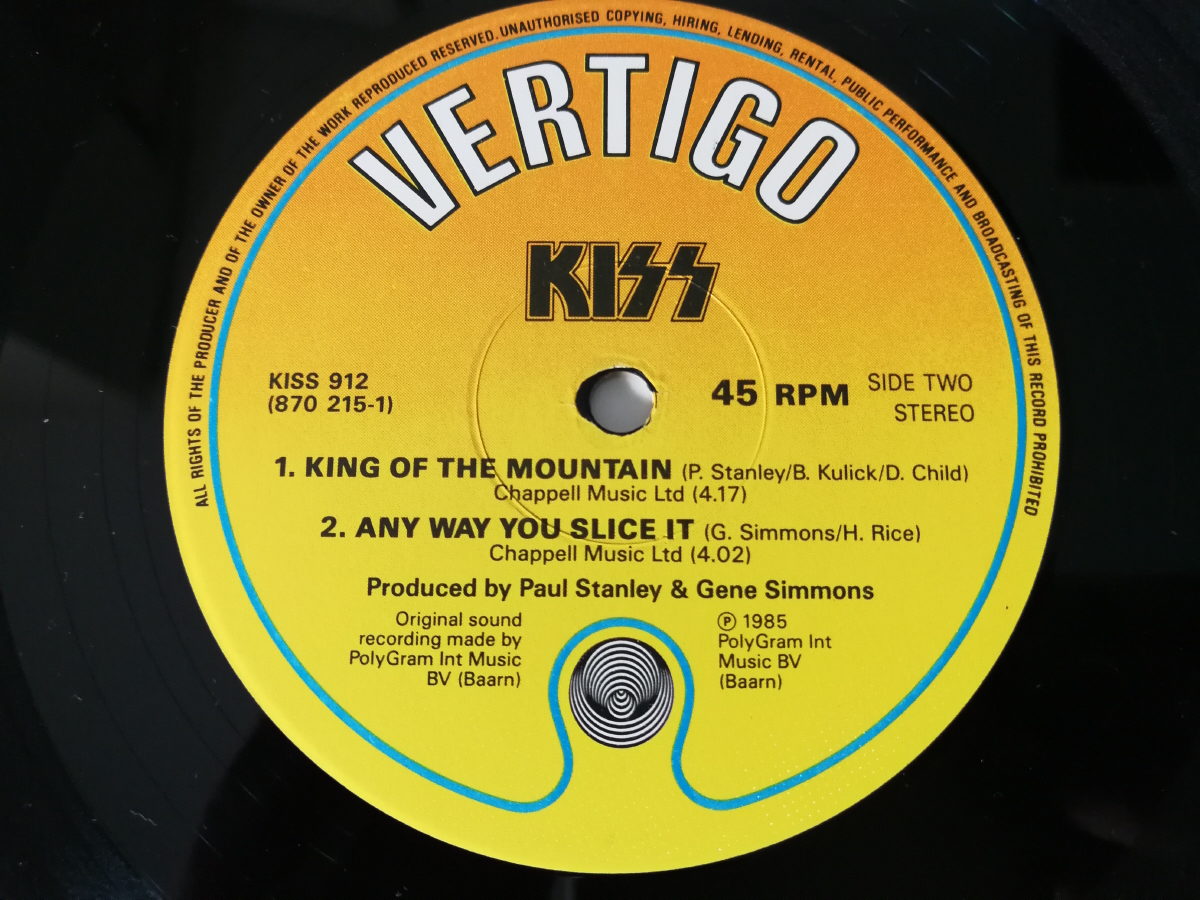 ALL RIGHTS OF THE PRODUCER AND OF THE OWNER OF THE WORK REPRODUCED RESERVED. UNAUTHORISED COPYING, HIRING, LENDING, RENTAL, PUBLIC PERFORMANCE AND BROADCASTING OF THIS RECORD PROHIBITED
VERTIGO
KISS
KISS 912
(870 215-1)
45 RPM
SIDE TWO
STEREO
1. KING OF THE MOUNTAIN (P. Stanley/B. Kulick/D. Child)
Chappell Music Ltd (4.17)
2. ANY WAY YOU SLICE IT (G. Simmons/H. Rice)
Chappell Music Ltd (4.02)
Produced by Paul Stanley & Gene Simmons
Original sound
recording made by
PolyGram Int Music
BV (Baarn)
℗ 1985
PolyGram Int
Music BV
(Baarn)